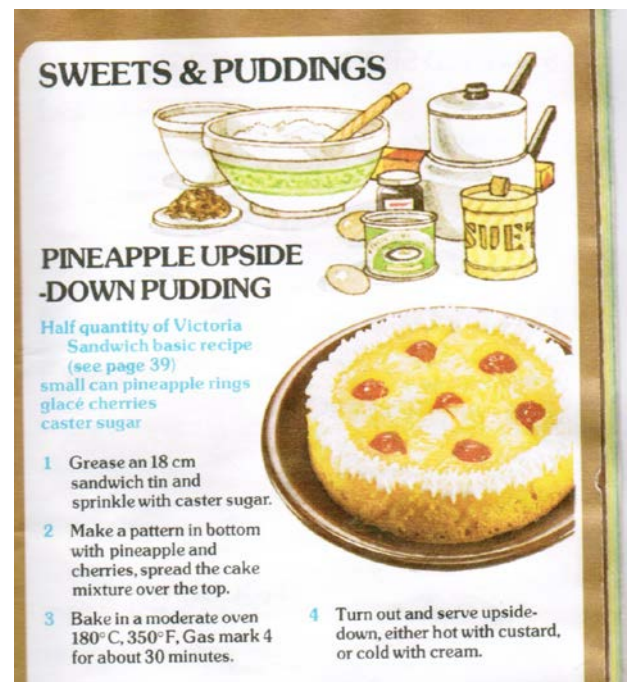 SWEETS & PUDDINGS
SUET
PINEAPPLE UPSIDE
-DOWN PUDDING
Half quantity of Victoria
Sandwich basic recipe
(see page 39)
small can pineapple rings
glacé cherries
caster sugar
1 Grease an 18 cm
sandwich tin and
sprinkle with caster sugar.
2 Make a pattern in bottom
with pineapple and
cherries, spread the cake
mixture over the top.
3 Bake in a moderate oven
180°C, 350°F, Gas mark 4
for about 30 minutes.
4 Turn out and serve upside-
down, either hot with custard,
or cold with cream.